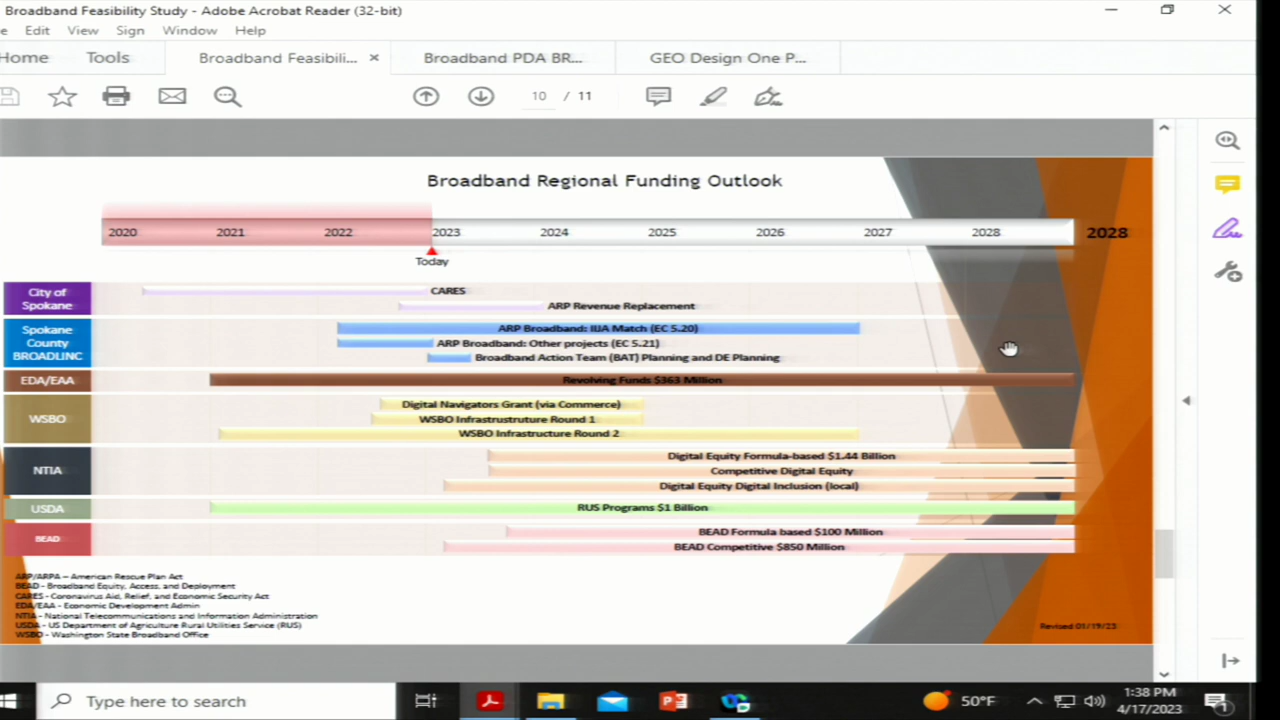 Broadband Feasibility Study - Adobe Acrobat Reader (32-bit)
Edit View Sign Window Help
Home Tools Broadband Feasibili... × Broadband PDA BR... GEO Design One P...
10 / 11
Broadband Regional Funding Outlook
2020 2021 2022 2023 2024 2025 2026 2027 2028 2028
Today
City of Spokane
CARES
ARP Revenue Replacement
Spokane County BROADLINC
ARP Broadband: IIJA Match (EC 5.20)
ARP Broadband: Other projects (EC 5.21)
Broadband Action Team (BAT) Planning and DE Planning
EDA/EAA Revolving Funds $363 Million
WSBO
Digital Navigators Grant (via Commerce)
WSBO Infrastruture Round 1
WSBO Infrastructure Round 2
NTIA
Digital Equity Formula-based $1.44 Billion
Competitive Digital Equity
Digital Equity Digital Inclusion (local)
USDA RUS Programs $1 Billion
BEAD
BEAD Formula based $100 Million
BEAD Competitive $850 Million
ARP/ARPA – American Rescue Plan Act
BEAD - Broadband Equity, Access, and Deployment
CARES - Coronavirus Aid, Relief, and Economic Security Act
EDA/EAA - Economic Development Admin
NTIA - National Telecommunications and Information Administration
USDA - US Department of Agriculture Rural Utilities Service (RUS)
WSBO - Washington State Broadband Office
Revised 01/19/23
Type here to search
50°F
1:38 PM
4/17/2023
1